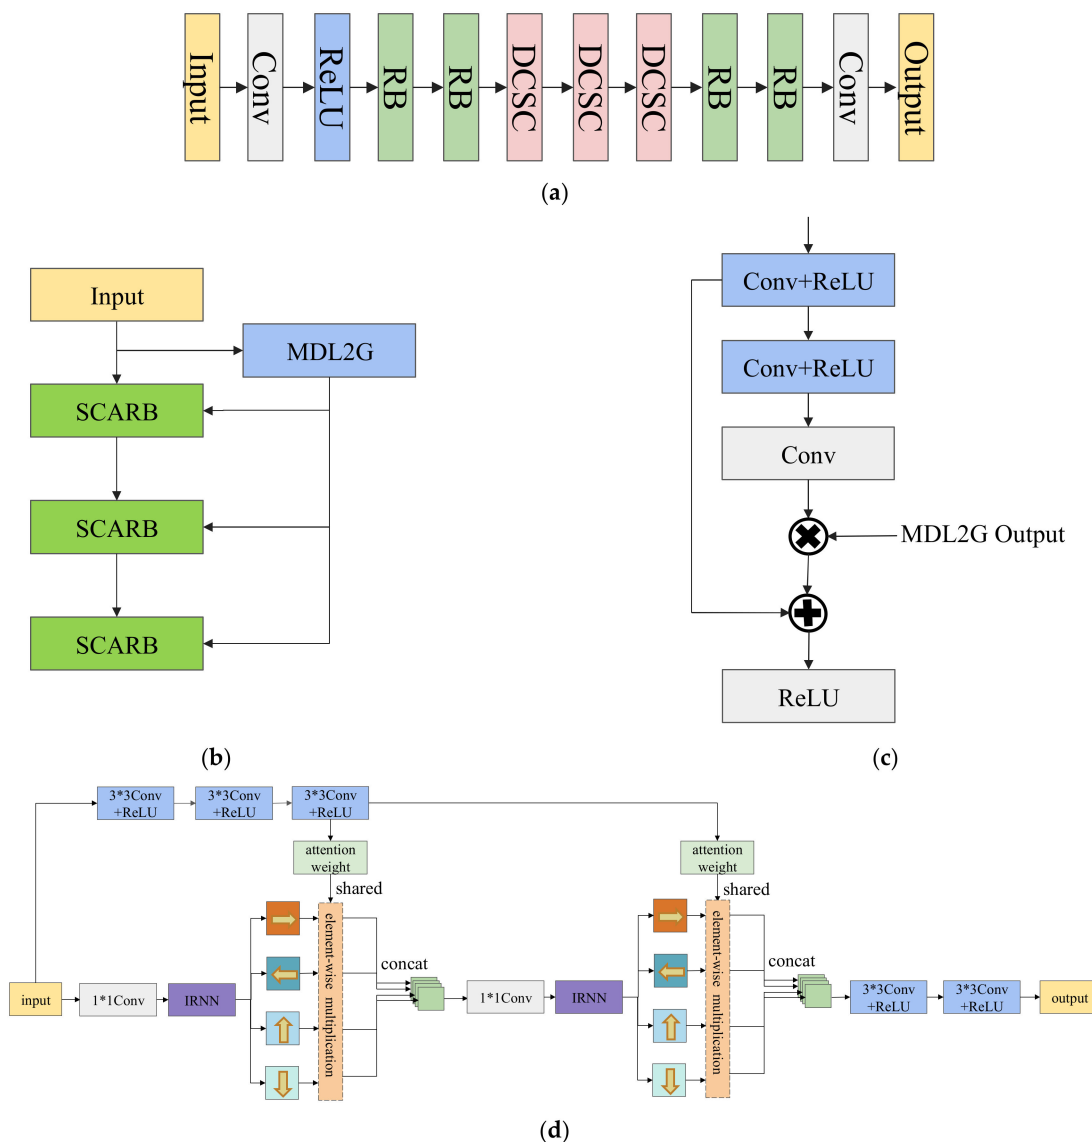 Input
Conv
ReLU
RB
RB
DCSC
DCSC
DCSC
RB
RB
Conv
Output
(a)
Input
MDL2G
SCARB
SCARB
SCARB
(b)
Conv+ReLU
Conv+ReLU
Conv
MDL2G Output
ReLU
(c)
3*3Conv
+ReLU
3*3Conv
+ReLU
3*3Conv
+ReLU
attention
weight
shared
attention
weight
shared
input
1*1Conv
IRNN
element-wise multiplication
concat
1*1Conv
IRNN
element-wise multiplication
concat
3*3Conv
+ReLU
3*3Conv
+ReLU
output
(d)